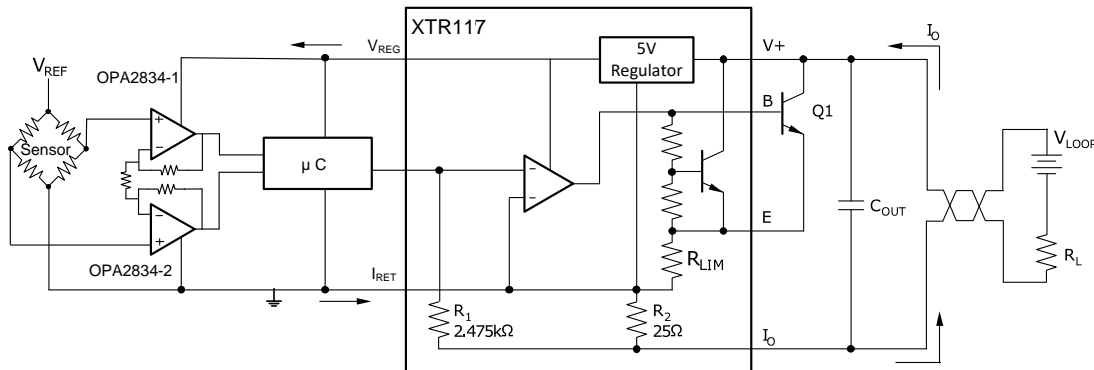 XTR117
I_O
V_REG
5V
Regulator
V+
OPA2834-1
V_REF
+
−
Sensor
B
Q1
μ C
−
−
V_LOOP
C_OUT
E
−
+
R_LIM
R_L
OPA2834-2
I_RET
R_1
2.475kΩ
R_2
25Ω
I_O